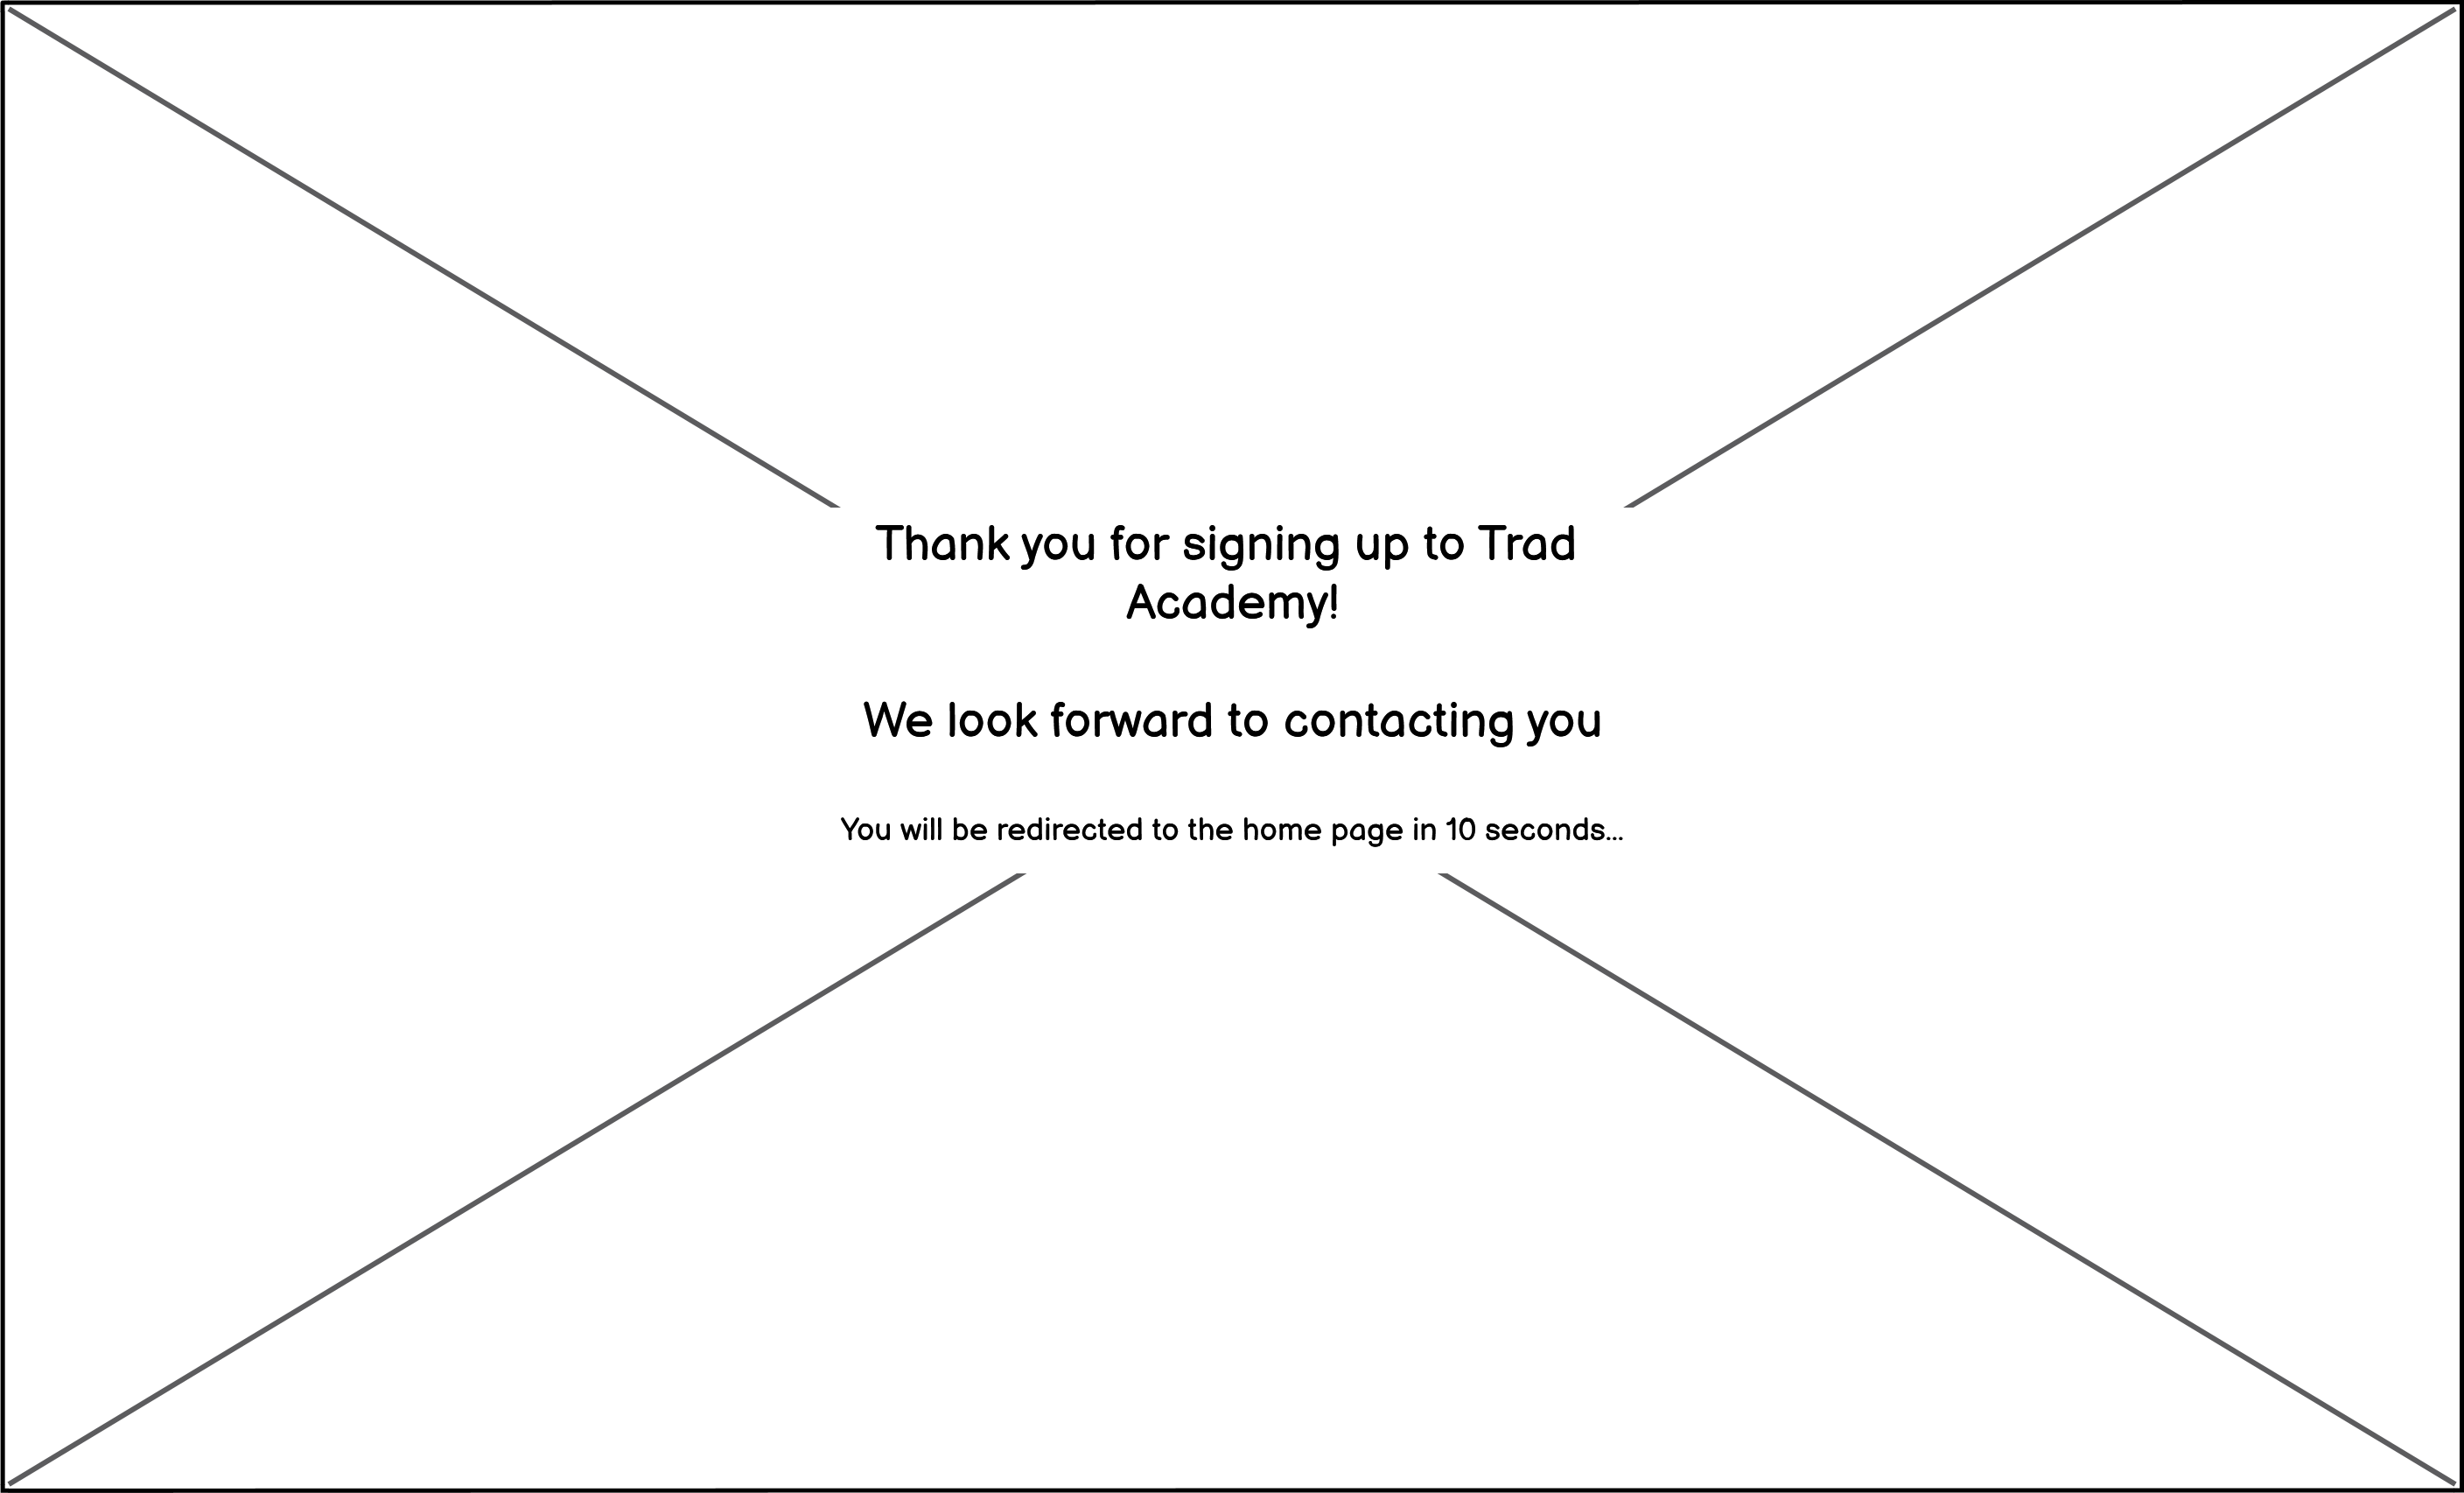 Thank you for signing up to Trad
Academy!
We look forward to contacting you
You will be redirected to the home page in 10 seconds...